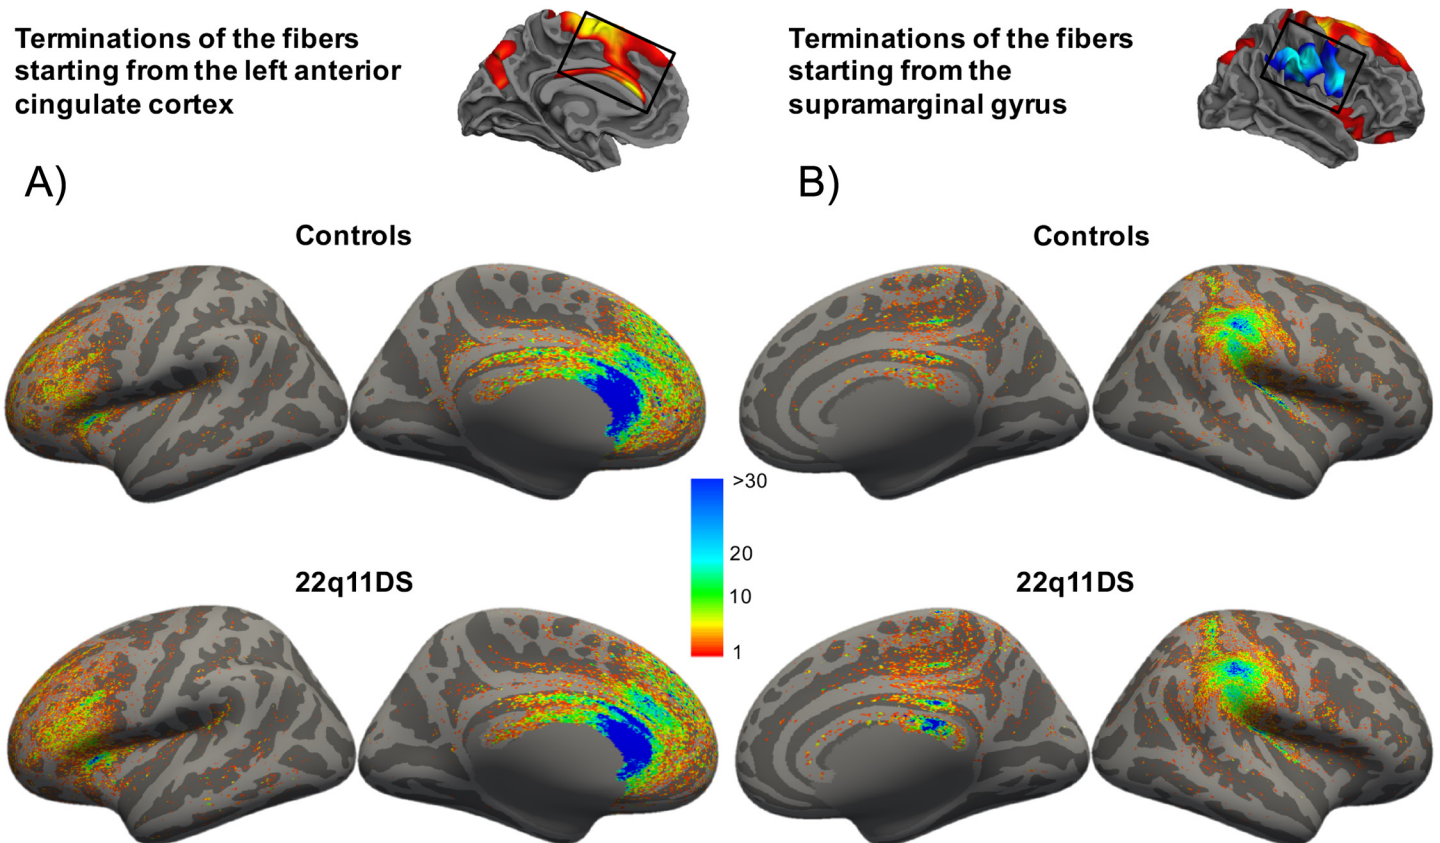 Terminations of the fibers
starting from the left anterior
cingulate cortex
A)
Controls
22q11DS
Terminations of the fibers
starting from the
supramarginal gyrus
B)
Controls
22q11DS
>30
20
10
1